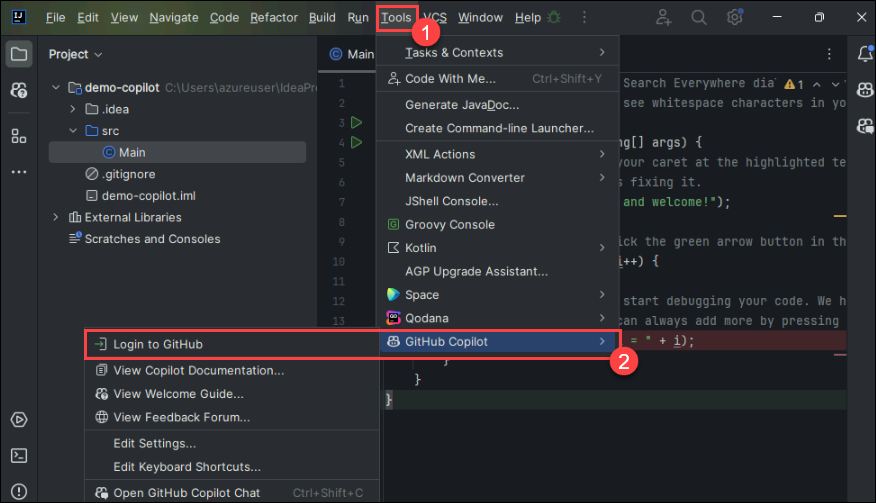 IJ
File Edit View Navigate Code Refactor Build Run Tools VCS Window Help
1
Project
Main
demo-copilot C:\Users\azureuser\IdeaPro
.idea
src
Main
.gitignore
demo-copilot.iml
External Libraries
Scratches and Consoles
Tasks & Contexts
Code With Me... Ctrl+Shift+Y
Generate JavaDoc...
Create Command-line Launcher...
XML Actions
Markdown Converter
JShell Console...
Groovy Console
Kotlin
AGP Upgrade Assistant...
Space
Qodana
GitHub Copilot
2
Login to GitHub
View Copilot Documentation...
View Welcome Guide...
View Feedback Forum...
Edit Settings...
Edit Keyboard Shortcuts...
Open GitHub Copilot Chat Ctrl+Shift+C
1
2
3
4
5
6
7
8
9
10
11
12
13
Search Everywhere dia
1
see whitespace characters in yo
ng[] args) {
your caret at the highlighted te
s fixing it.
and welcome!");
ick the green arrow button in th
i++) {
start debugging your code. We h
can always add more by pressing
= " + i);
}
}
}